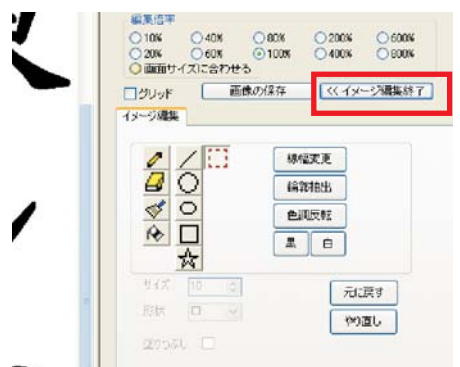 編集倍率
10% 40% 80% 200% 600%
20% 60% 100% 400% 800%
画面サイズに合わせる
グリッド 画像の保存 << イメージ編集終了
イメージ編集
線幅変更
輪郭抽出
色調反転
黒 白
サイズ 10
元に戻す
形状
やり直し
塗りつぶし